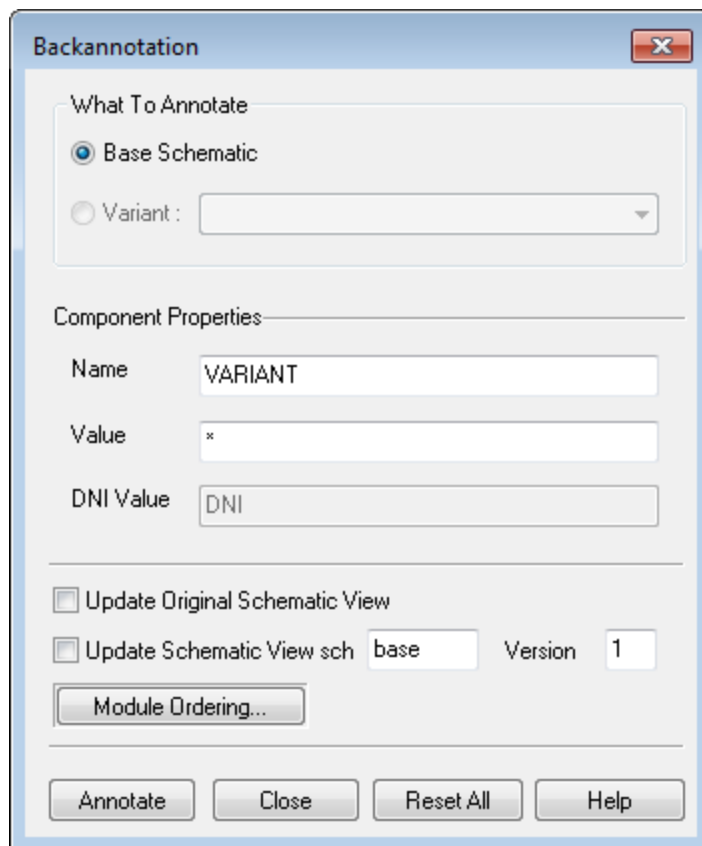 Backannotation
What To Annotate
Base Schematic
Variant :
Component Properties
Name VARIANT
Value *
DNI Value DNI
Update Original Schematic View
Update Schematic View sch base Version 1
Module Ordering...
Annotate Close Reset All Help